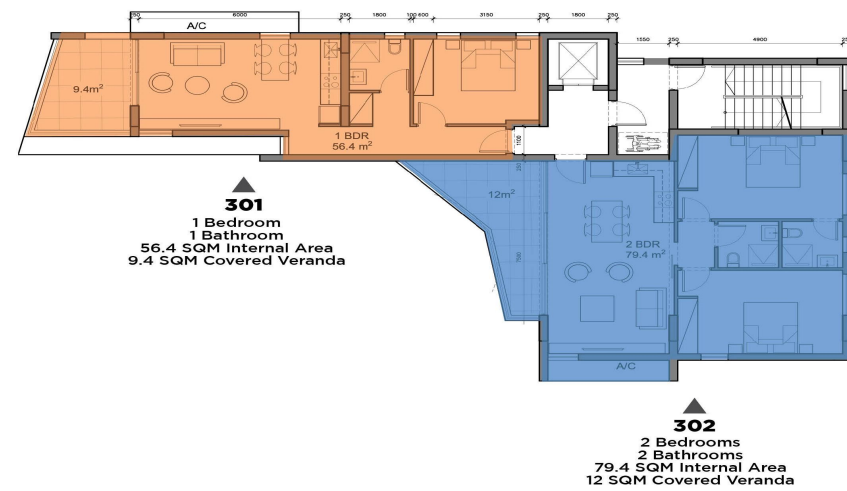 250 6000 250 1800 100 600 3150 250 1800 250
A/C
1550 250 4900
9.4m²
1 BDR
56.4 m²
1100
250
12m²
2 BDR
79.4 m²
A/C
301
1 Bedroom
1 Bathroom
56.4 SQM Internal Area
9.4 SQM Covered Veranda
302
2 Bedrooms
2 Bathrooms
79.4 SQM Internal Area
12 SQM Covered Veranda